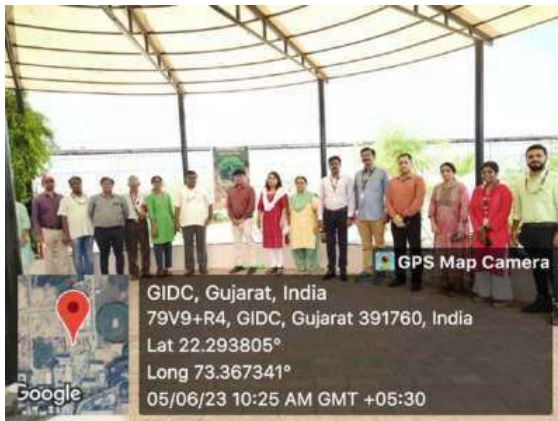 GPS Map Camera
GIDC, Gujarat, India
79V9+R4, GIDC, Gujarat 391760, India
Lat 22.293805°
Long 73.367341°
05/06/23 10:25 AM GMT +05:30
Google